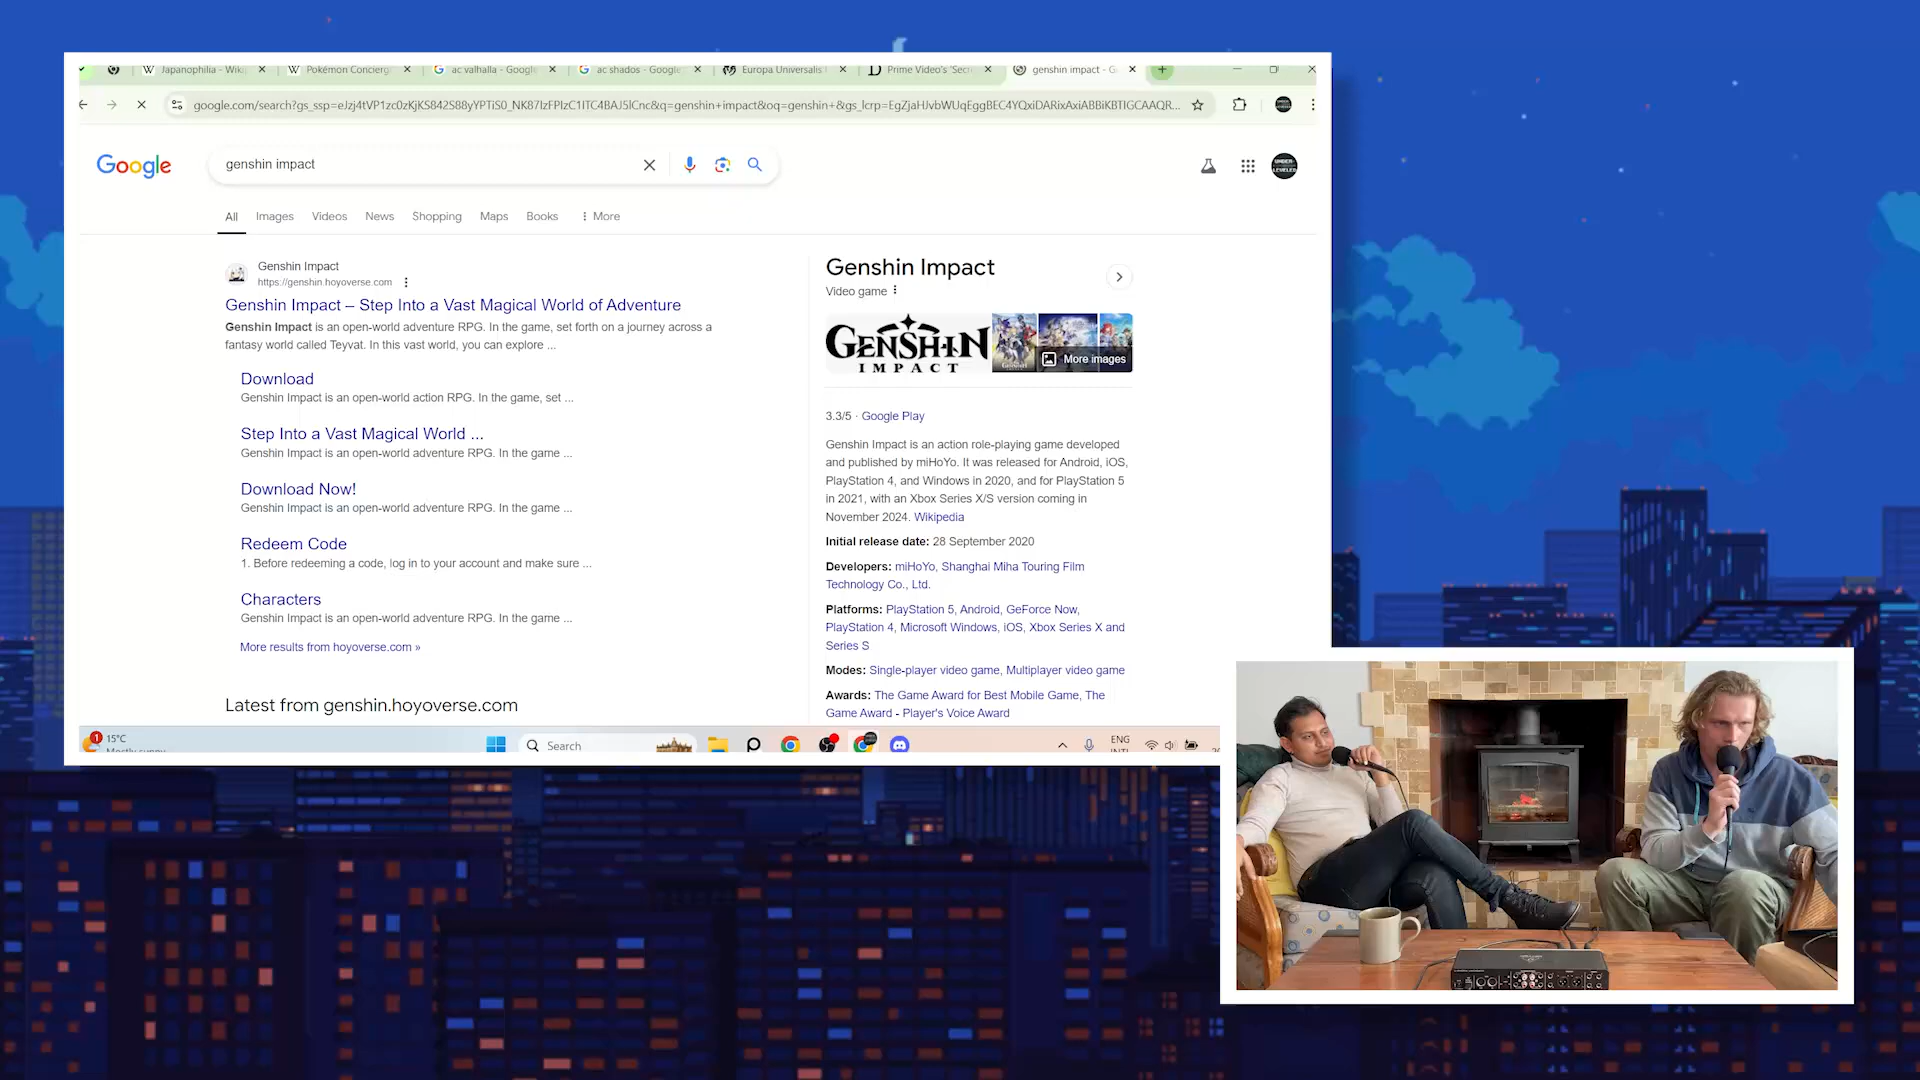 Japanophilia - Wiki
Pokémon Concierg
ac valhalla - Google
ac shados - Google
Europa Universalis
Prime Video's 'Secr
genshin impact - G
google.com/search?gs_ssp=
Google
genshin impact
UNDER-
LEVELED
All
Images
Videos
News
Shopping
Maps
Books
More
Genshin Impact
https://genshin.hoyoverse.com
Genshin Impact – Step Into a Vast Magical World of Adventure
Genshin Impact is an open-world adventure RPG. In the game, set forth on a journey across a
fantasy world called Teyvat. In this vast world, you can explore ...
Download
Genshin Impact is an open-world action RPG. In the game, set ...
Step Into a Vast Magical World ...
Genshin Impact is an open-world adventure RPG. In the game ...
Download Now!
Genshin Impact is an open-world adventure RPG. In the game ...
Redeem Code
1. Before redeeming a code, log in to your account and make sure ...
Characters
Genshin Impact is an open-world adventure RPG. In the game ...
More results from hoyoverse.com »
Latest from genshin.hoyoverse.com
Genshin Impact
Video game
GENSHIN
IMPACT
More images
3.3/5 · Google Play
Genshin Impact is an action role-playing game developed
and published by miHoYo. It was released for Android, iOS,
PlayStation 4, and Windows in 2020, and for PlayStation 5
in 2021, with an Xbox Series X/S version coming in
November 2024. Wikipedia
Initial release date: 28 September 2020
Developers: miHoYo, Shanghai Miha Touring Film
Technology Co., Ltd.
Platforms: PlayStation 5, Android, GeForce Now,
PlayStation 4, Microsoft Windows, iOS, Xbox Series X and
Series S
Modes: Single-player video game, Multiplayer video game
Awards: The Game Award for Best Mobile Game, The
Game Award - Player's Voice Award
1
15°C
Mostly sunny
Search
ENG
INTL